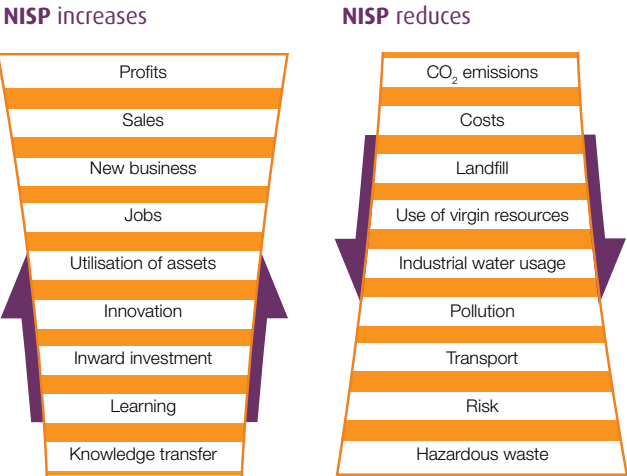 NISP increases
Profits
Sales
New business
Jobs
Utilisation of assets
Innovation
Inward investment
Learning
Knowledge transfer
NISP reduces
CO₂ emissions
Costs
Landfill
Use of virgin resources
Industrial water usage
Pollution
Transport
Risk
Hazardous waste